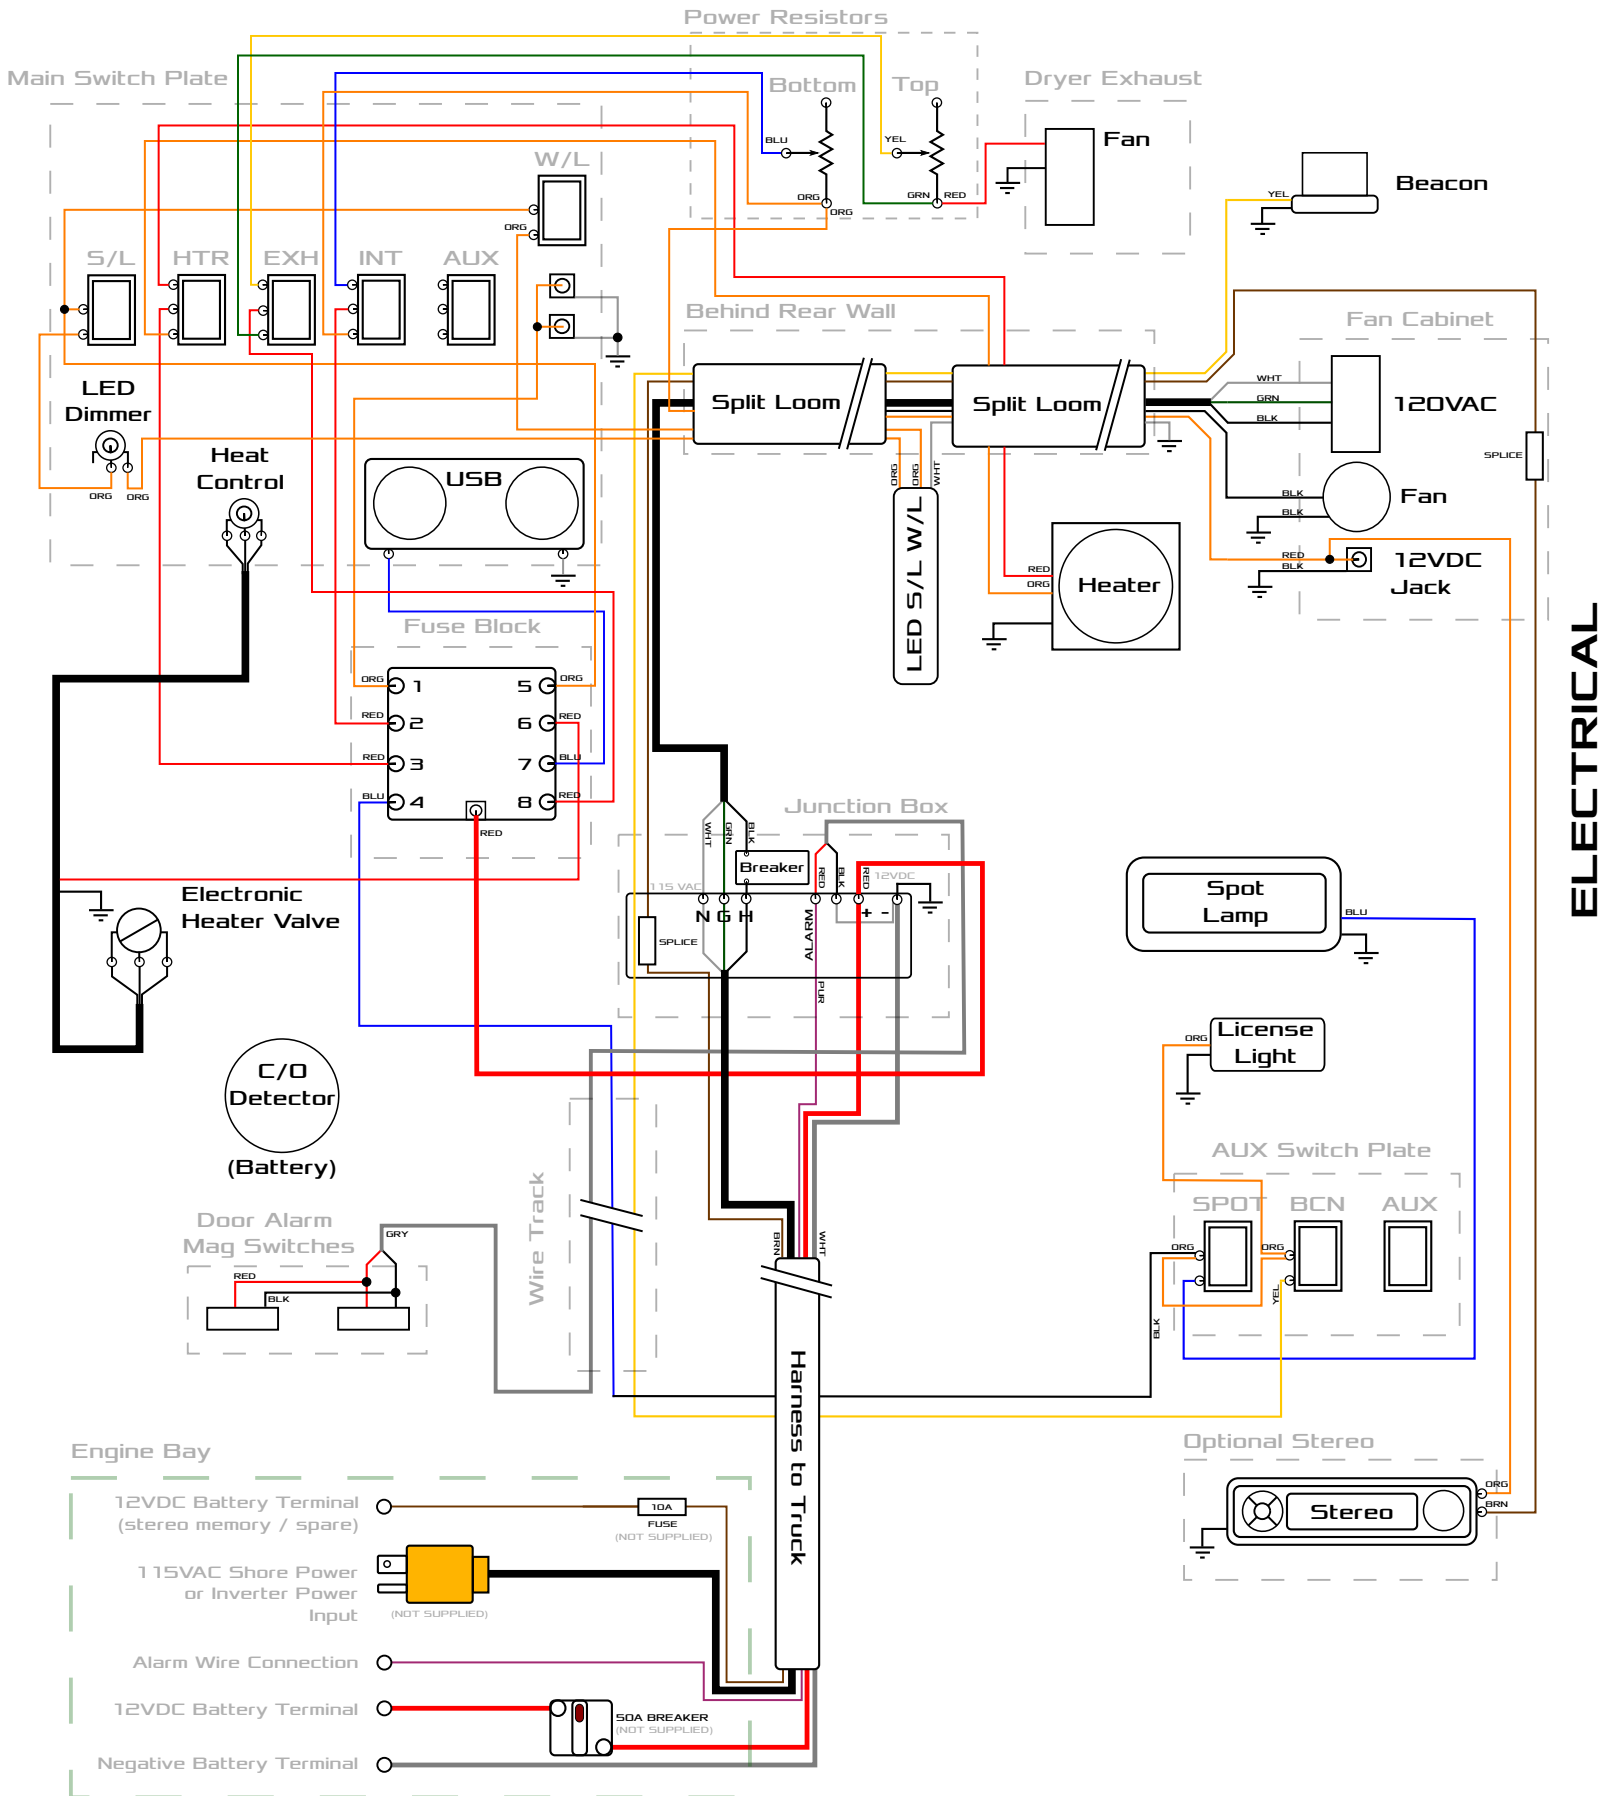 Power Resistors
Main Switch Plate
Bottom
Top
Dryer Exhaust
Fan
BLU
YEL
W/L
Beacon
YEL
ORG
ORG
GRN
RED
ORG
S/L
HTR
EXH
INT
AUX
Behind Rear Wall
Fan Cabinet
LED
Dimmer
Split Loom
Split Loom
WHT
GRN
BLK
120VAC
Heat
Control
ORG
ORG
USB
ORG
ORG
WHT
SPLICE
BLK
Fan
BLK
LED S/L W/L
RED
BLK
12VDC
Jack
RED
ORG
Heater
Fuse Block
ELECTRICAL
ORG
1
5
ORG
RED
2
6
RED
RED
3
7
BLU
BLU
4
8
RED
RED
Junction Box
WHT
GRN
BLK
Breaker
RED
BLK
RED
12VDC
115 VAC
N G H
ALARM
+ -
SPLICE
PUR
Electronic
Heater Valve
Spot
Lamp
BLU
C/O
Detector
(Battery)
ORG
License
Light
AUX Switch Plate
SPOT
BCN
AUX
Wire Track
Door Alarm
Mag Switches
GRY
RED
BLK
BRN
WHT
ORG
ORG
YEL
BLK
Harness to Truck
Engine Bay
Optional Stereo
12VDC Battery Terminal
(stereo memory / spare)
10A
FUSE
(NOT SUPPLIED)
Stereo
ORG
BRN
115VAC Shore Power
or Inverter Power
Input
(NOT SUPPLIED)
Alarm Wire Connection
12VDC Battery Terminal
50A BREAKER
(NOT SUPPLIED)
Negative Battery Terminal